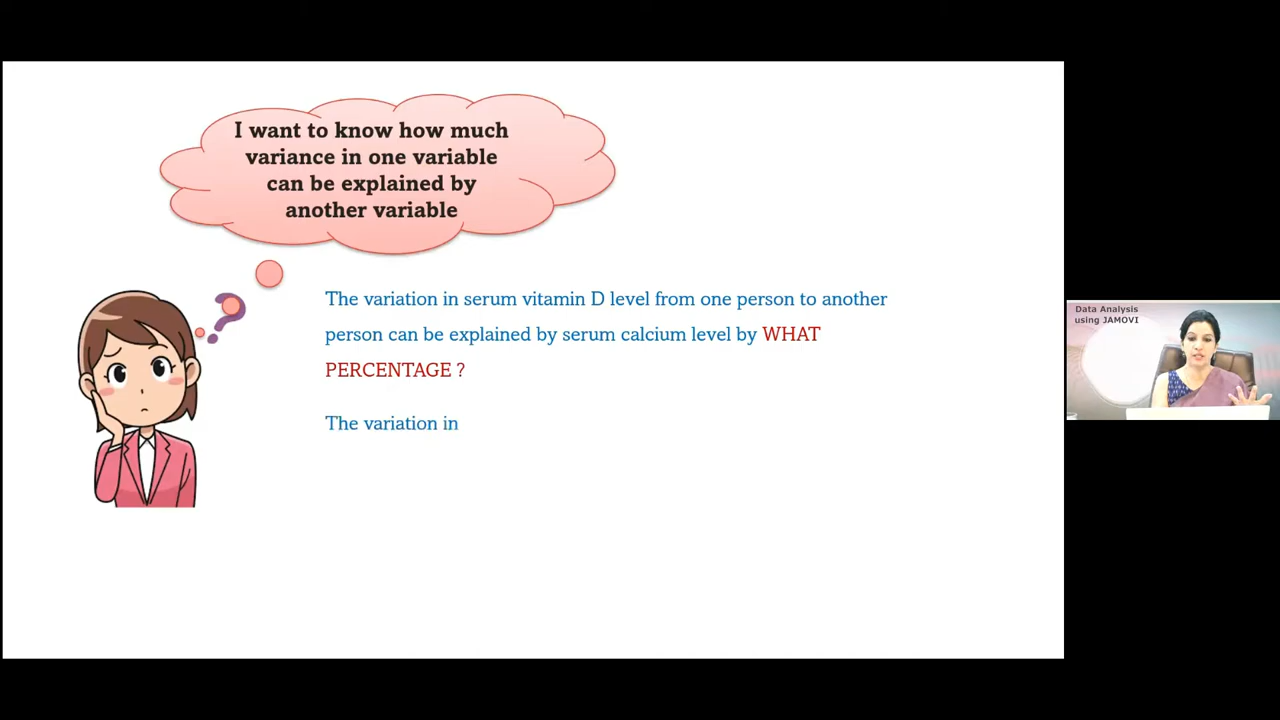 I want to know how much
variance in one variable
can be explained by
another variable
The variation in serum vitamin D level from one person to another
person can be explained by serum calcium level by WHAT
PERCENTAGE ?
The variation in
Data Analysis
using JAMOVI